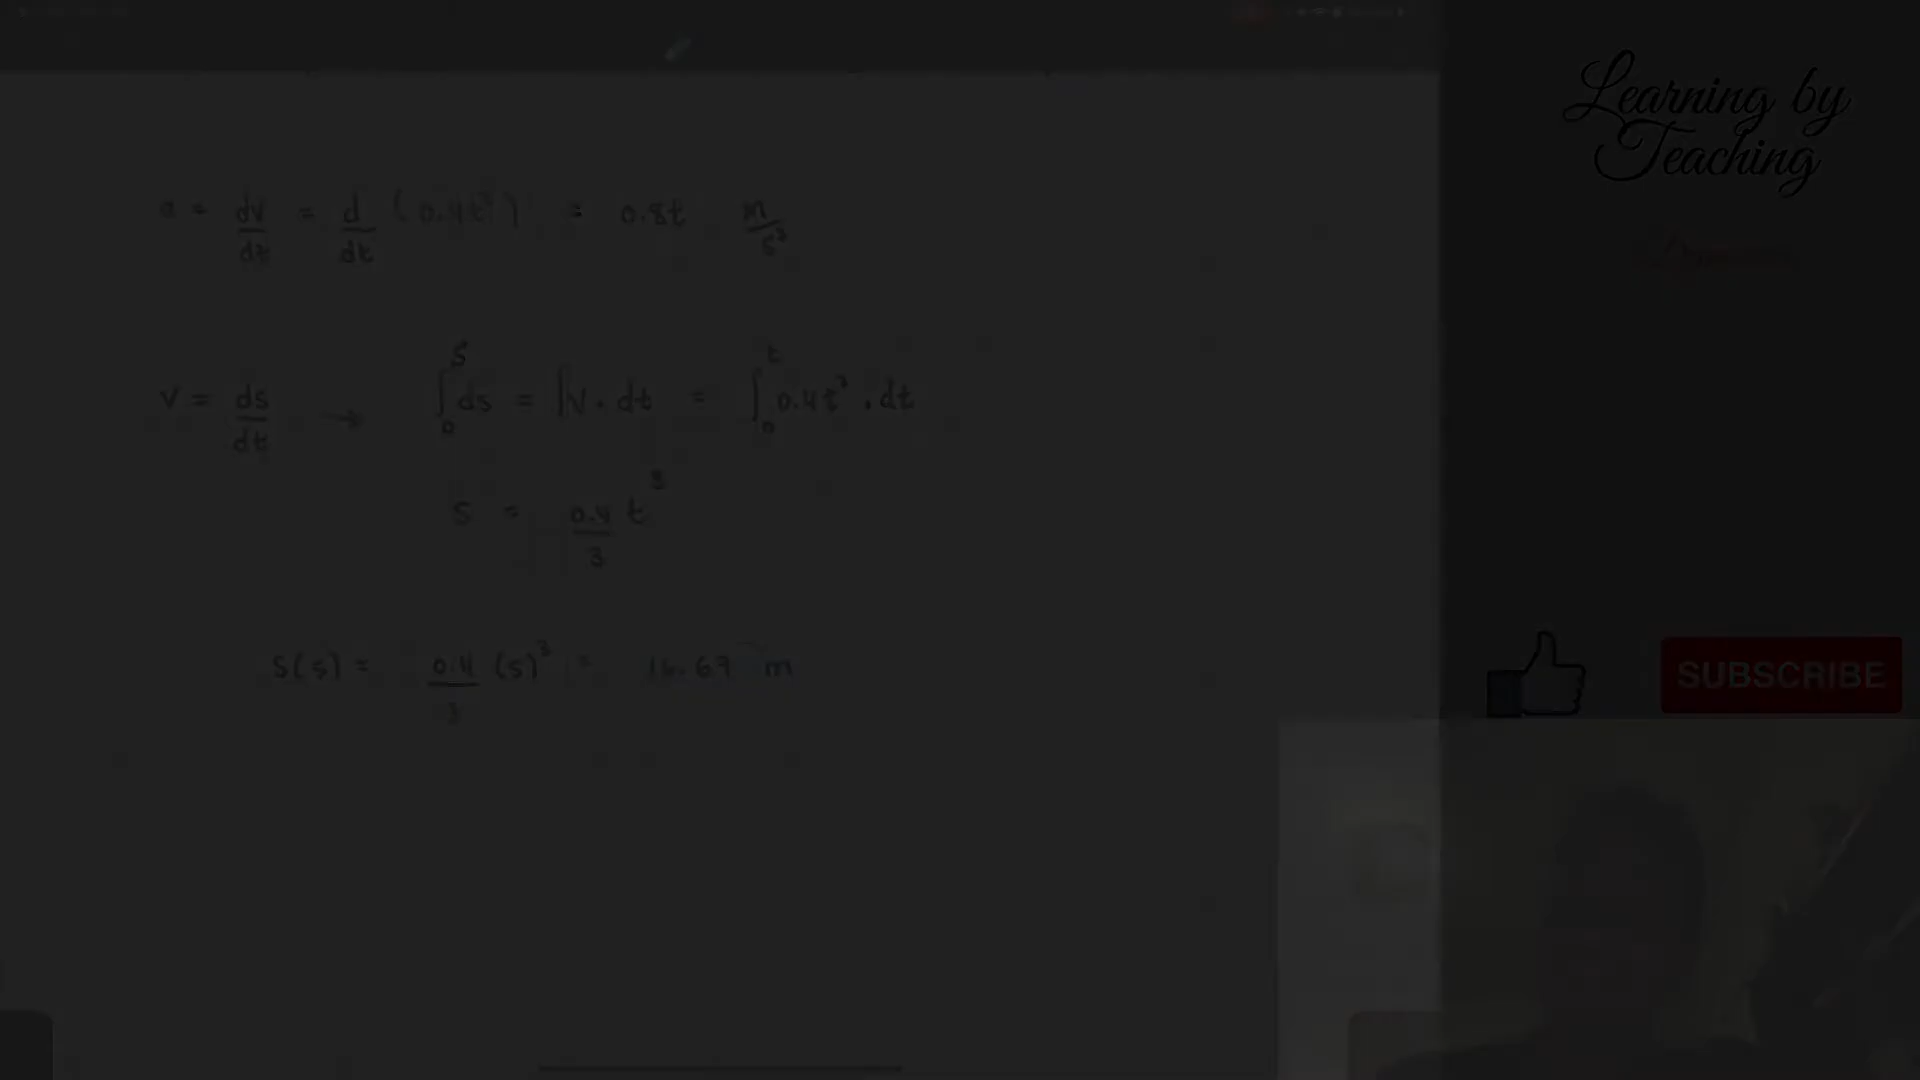 Learning by
Teaching
a = dv/dt = d/dt (0.4t²) = 0.8t m/s²
v = ds/dt → ∫₀ˢ ds = ∫v . dt = ∫₀ᵗ 0.4t² . dt
s = 0.4/3 t³
s(5) = 0.4/3 (5)³ = 16.67 m
SUBSCRIBE